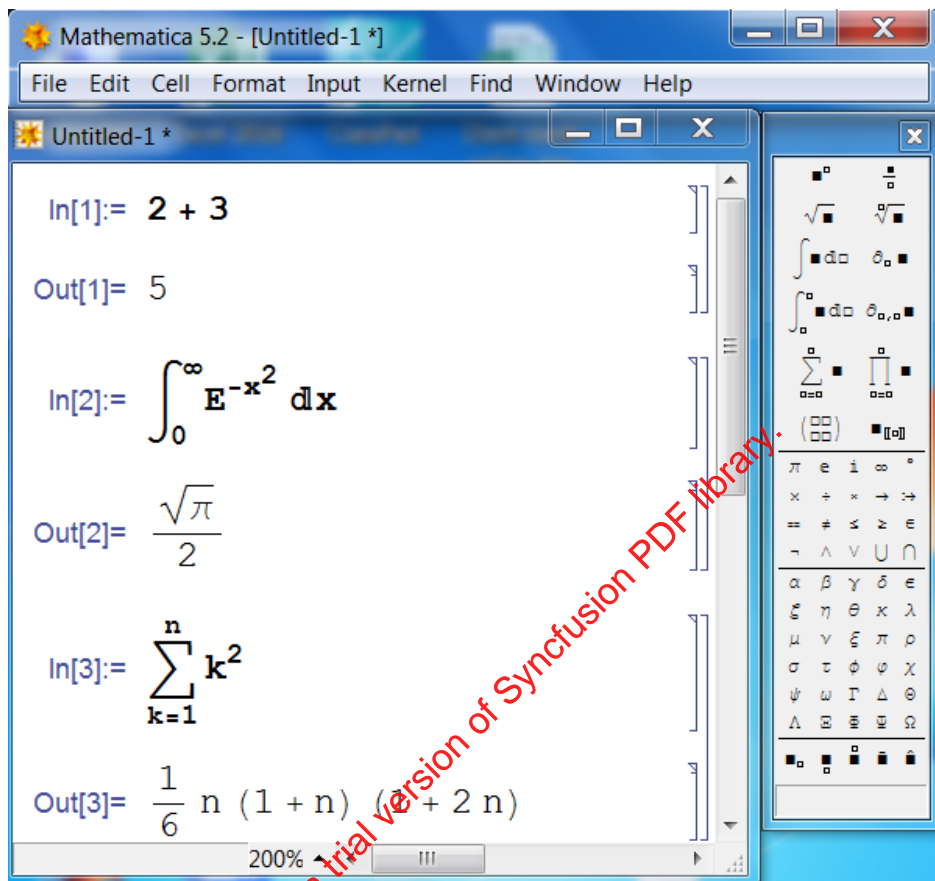 Mathematica 5.2 - [Untitled-1 *]
File Edit Cell Format Input Kernel Find Window Help
Untitled-1 *
In[1]:= 2 + 3
Out[1]= 5
In[2]:= ∫₀^∞ E^(-x²) ⅆx
Out[2]= √π / 2
In[3]:= ∑_{k=1}^{n} k²
Out[3]= 1/6 n (1 + n) (1 + 2 n)
200%
■^□ ■/□
√■ □√■
∫■ⅆ□ ∂_□ ■
∫_□^□ ■ⅆ□ ∂_{□,□} ■
∑_{□=□}^□ ■ ∏_{□=□}^□ ■
(□□ □□) ■_〚□〛
π e i ∞ °
× ÷ × → :→
== ≠ ≤ ≥ ∈
¬ ∧ ∨ ∪ ∩
α β γ δ ϵ
η θ κ λ
μ ν ξ π ρ
σ τ ϕ φ χ
ψ ω Γ Δ Θ
Λ Ξ Φ Ψ Ω
trial version of Syncfusion PDF library.